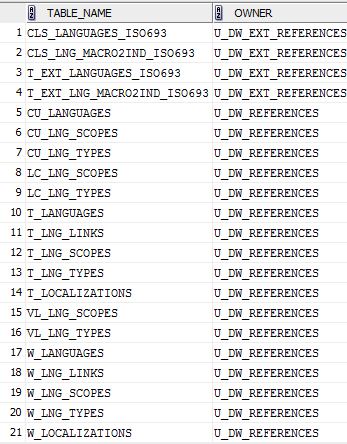 TABLE_NAME OWNER
1 CLS_LANGUAGES_ISO693 U_DW_EXT_REFERENCES
2 CLS_LNG_MACRO2IND_ISO693 U_DW_EXT_REFERENCES
3 T_EXT_LANGUAGES_ISO693 U_DW_EXT_REFERENCES
4 T_EXT_LNG_MACRO2IND_ISO693 U_DW_EXT_REFERENCES
5 CU_LANGUAGES U_DW_REFERENCES
6 CU_LNG_SCOPES U_DW_REFERENCES
7 CU_LNG_TYPES U_DW_REFERENCES
8 LC_LNG_SCOPES U_DW_REFERENCES
9 LC_LNG_TYPES U_DW_REFERENCES
10 T_LANGUAGES U_DW_REFERENCES
11 T_LNG_LINKS U_DW_REFERENCES
12 T_LNG_SCOPES U_DW_REFERENCES
13 T_LNG_TYPES U_DW_REFERENCES
14 T_LOCALIZATIONS U_DW_REFERENCES
15 VL_LNG_SCOPES U_DW_REFERENCES
16 VL_LNG_TYPES U_DW_REFERENCES
17 W_LANGUAGES U_DW_REFERENCES
18 W_LNG_LINKS U_DW_REFERENCES
19 W_LNG_SCOPES U_DW_REFERENCES
20 W_LNG_TYPES U_DW_REFERENCES
21 W_LOCALIZATIONS U_DW_REFERENCES